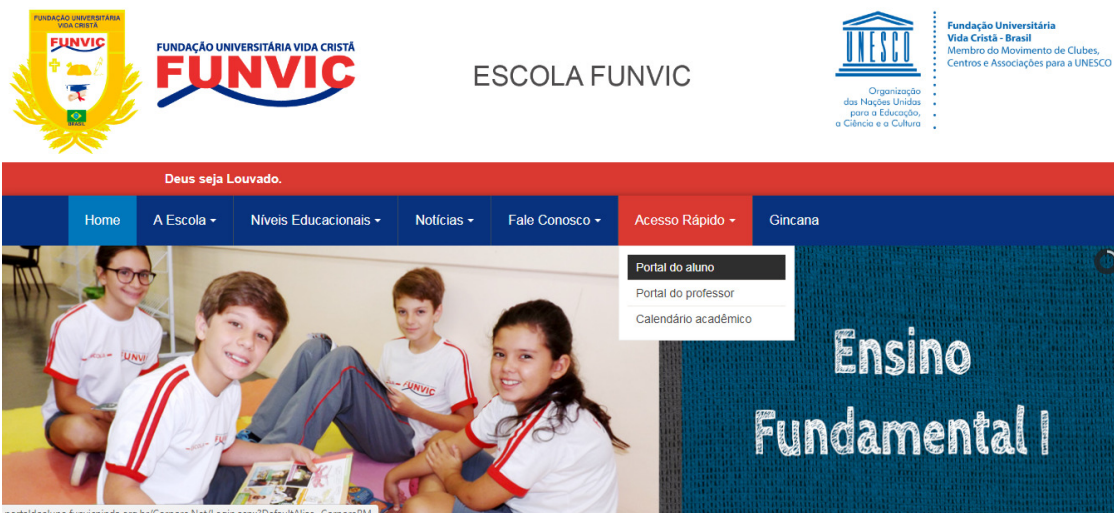 FUNDAÇÃO UNIVERSITÁRIA
VIDA CRISTÃ
FUNVIC
BRASIL
FUNDAÇÃO UNIVERSITÁRIA VIDA CRISTÃ
FUNVIC
ESCOLA FUNVIC
UNESCO
Organização
das Nações Unidas
para a Educação,
a Ciência e a Cultura
Fundação Universitária
Vida Cristã - Brasil
Membro do Movimento de Clubes,
Centros e Associações para a UNESCO
Deus seja Louvado.
Home A Escola Níveis Educacionais Notícias Fale Conosco Acesso Rápido Gincana
Portal do aluno
Portal do professor
Calendário acadêmico
FUNVIC
Ensino
Fundamental I